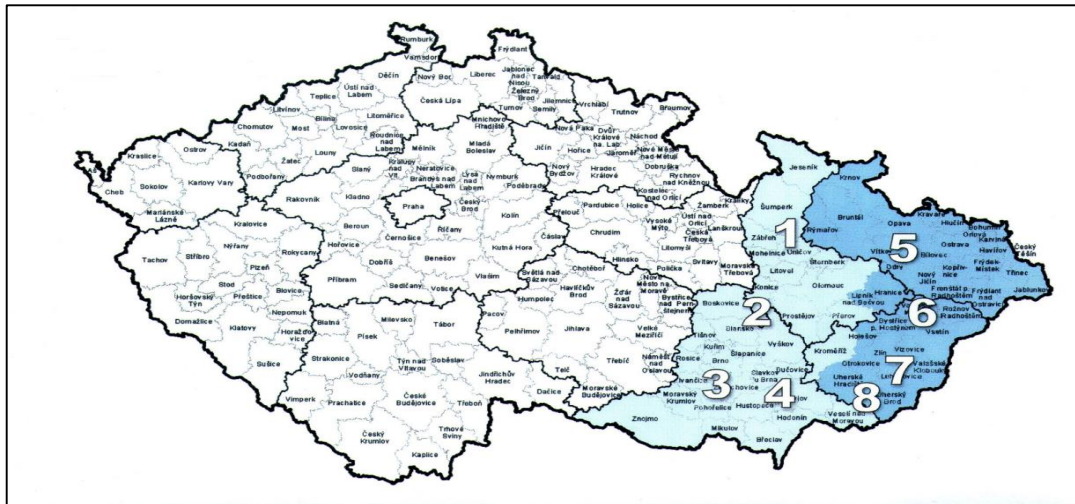 Rumburk
Varnsdorf
Děčín
Ústí nad
Labem
Teplice
Litvínov
Bílina
Most
Chomutov
Kadaň
Žatec
Louny
Lovosice
Litoměřice
Roudnice
nad
Labem
Podbořany
Nový Bor
Česká Lípa
Frýdlant
Liberec
Jablonec
nad
Nisou
Tanvald
Železný
Brod
Turnov
Semily
Jilemnice
Vrchlabí
Trutnov
Broumov
Nová Paka
Dvůr
Králové
na. Lab.
Náchod
Jaroměř
Nové Město
nad Metují
Dobruška
Jičín
Hořice
Nový
Bydžov
Hradec
Králové
Rychnov
nad Kněžnou
Kostelec
nad Orlicí
Mnichovo
Hradiště
Mladá
Boleslav
Mělník
Kralupy
nad
Vlt.
Neratovice
Brandýs nad
Labem
Lysá
nad
Labem
Nymburk
Poděbrady
Slaný
Kladno
Rakovník
Praha
Český
Brod
Kolín
Beroun
Černošice
Říčany
Kutná Hora
Čáslav
Hořovice
Dobříš
Benešov
Příbram
Sedlčany
Votice
Vlašim
Kraslice
Ostrov
Aš
Cheb
Sokolov
Karlovy Vary
Mariánské
Lázně
Kralovice
Nýřany
Rokycany
Tachov
Stříbro
Plzeň
Stod
Blovice
Horšovský
Týn
Přeštice
Nepomuk
Domažlice
Klatovy
Horažďo
vice
Sušice
Blatná
Milevsko
Písek
Tábor
Strakonice
Týn nad
Vltavou
Soběslav
Vodňany
Jindřichův
Hradec
Vimperk
Prachatice
České
Budějovice
Třeboň
Dačice
Český
Krumlov
Trhové
Sviny
Kaplice
Pardubice
Holice
Přelouč
Žamberk
Králíky
Vysoké
Mýto
Ústí nad
Orlicí
Lanškroun
Chrudim
Česká
Třebová
Litomyšl
Hlinsko
Svitavy
Polička
Moravská
Třebová
Světlá nad
Sázavou
Chotěboř
Havlíčkův
Brod
Nové
Město na
Moravě
Žďár
nad
Sázavou
Bystřice
nad Pern
štejnem
Humpolec
Pacov
Pelhřimov
Jihlava
Velké
Meziříčí
Třebíč
Náměšť
nad
Oslavou
Telč
Moravské
Budějovice
Jeseník
Šumperk
1
Zábřeh
Mohelnice
Uničov
Šternberk
Litovel
Konice
Olomouc
Prostějov
Přerov
Lipník
nad Bečvou
Hranice
Krnov
Bruntál
Rýmařov
Opava
Kravaře
Hlučín
Bohumín
Orlová
Karviná
Havířov
Český
Těšín
Ostrava
5
Bílovec
Odry
Nový
Jičín
Kopřiv-
nice
Frýdek-
Místek
Třinec
Jablunkov
Frenštát p.
Radhoštěm
Frýdlant
nad
Ostravicí
6
Rožnov
Radhoštěm
Vsetín
Bystřice
p. Hostýnem
Holešov
Kroměříž
Zlín
Vizovice
Otrokovice
Valašské
Klobouky
7
Uherské
8
Uherský
Brod
Boskovice
2
Blansko
Tišnov
Kuřim
Vyškov
Rosice
Brno
Šlapanice
Slavkov
u Brna
Bučovice
Ivančice
3
Moravský
Krumlov
Pohořelice
Hustopeče
4
Hodonín
Veselí nad
Moravou
Znojmo
Mikulov
Břeclav